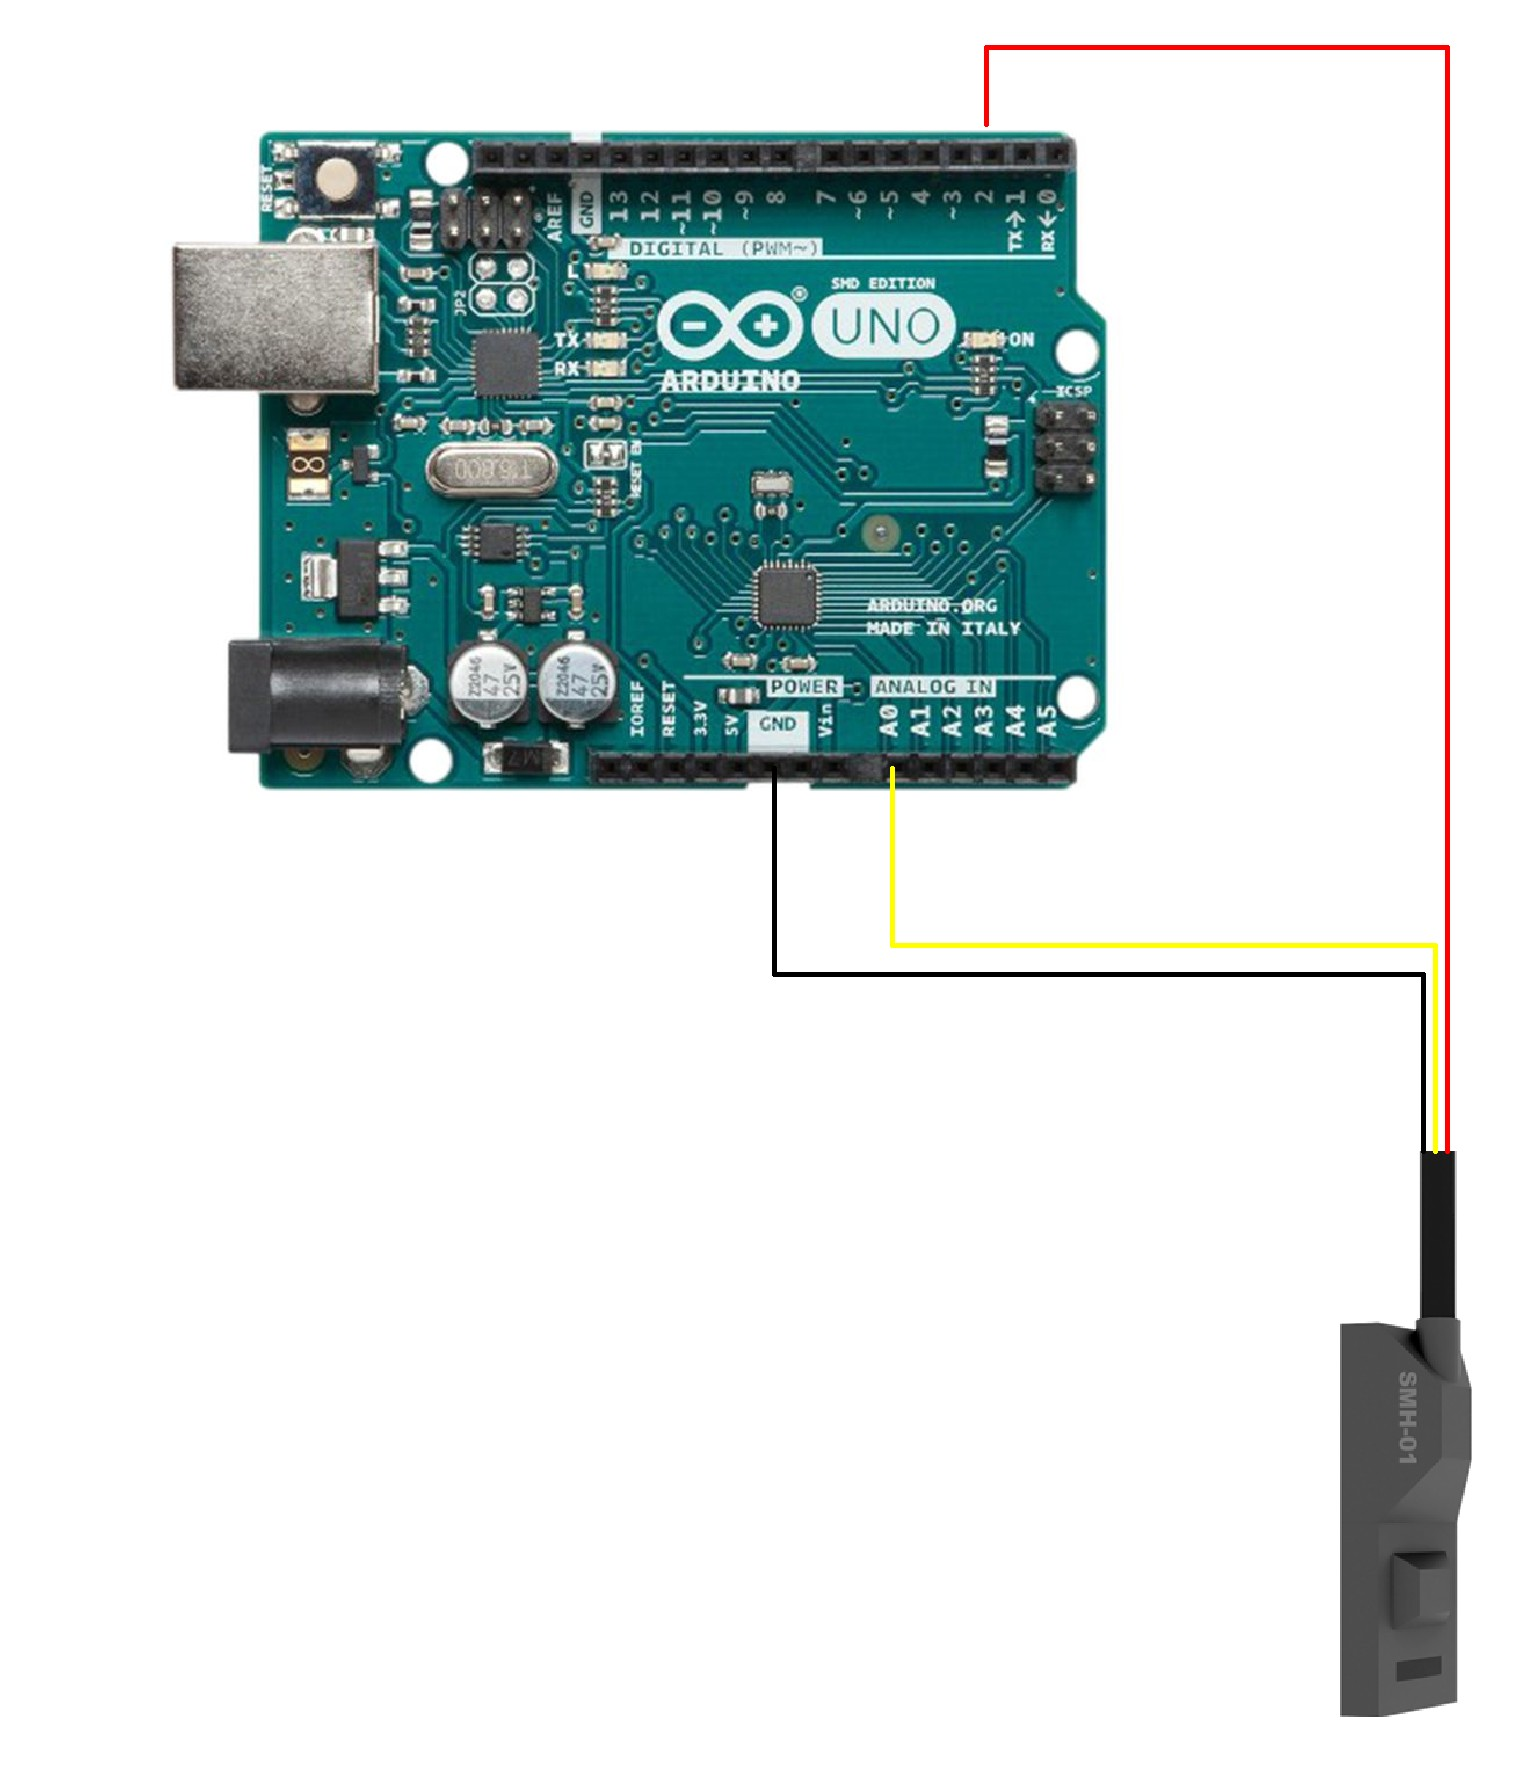 RESET
AREF
GND
13
12
~11
~10
~9
8
7
~6
~5
4
~3
2
TX→1
RX←0
DIGITAL (PWM~)
JP2
L
TX
RX
SMD EDITION
UNO
ARDUINO
ON
ICSP
RESET EN
ARDUINO.ORG
MADE IN ITALY
Z2046
47
25V
Z2046
47
25V
M7
POWER
ANALOG IN
IOREF
RESET
3.3V
5V
GND
Vin
A0
A1
A2
A3
A4
A5
SMH-01